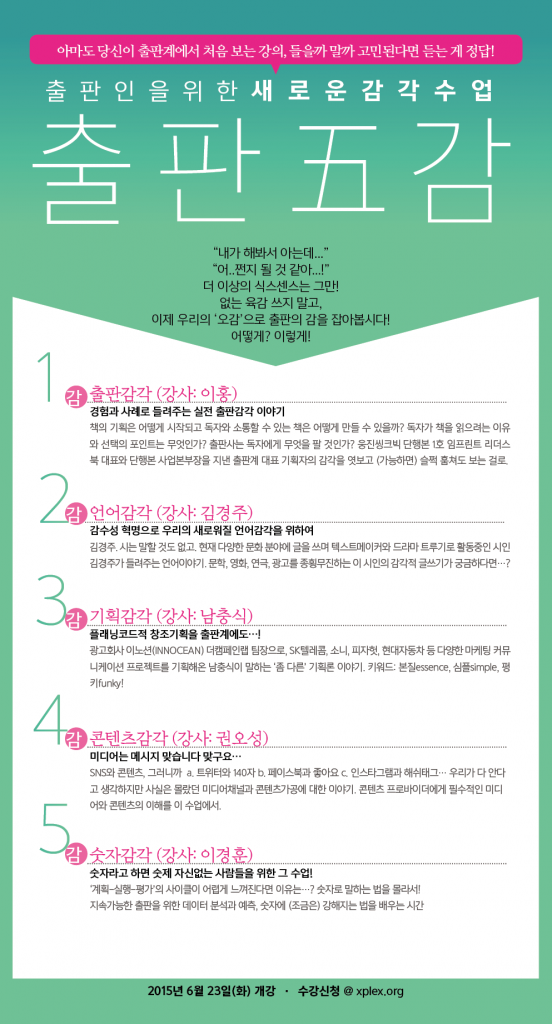 아마도 당신이 출판계에서 처음 보는 강의, 들을까 말까 고민된다면 듣는 게 정답!
출판인을위한새로운감각수업
출판五감
“내가 해봐서 아는데...”
“어..쩐지 될 것 같아...!”
더 이상의 식스센스는 그만!
없는 육감 쓰지 말고,
이제 우리의 ‘오감’으로 출판의 감을 잡아봅시다!
어떻게? 이렇게!
1감 출판감각 (강사: 이홍)
경험과 사례로 들려주는 실전 출판감각 이야기
책의 기획은 어떻게 시작되고 독자와 소통할 수 있는 책은 어떻게 만들 수 있을까? 독자가 책을 읽으려는 이유
와 선택의 포인트는 무엇인가? 출판사는 독자에게 무엇을 팔 것인가? 웅진씽크빅 단행본 1호 임프린트 리더스
북 대표와 단행본 사업본부장을 지낸 출판계 대표 기획자의 감각을 엿보고 (가능하면) 슬쩍 훔쳐도 보는 걸로.
2감 언어감각 (강사: 김경주)
감수성 혁명으로 우리의 새로워질 언어감각을 위하여
김경주. 시는 말할 것도 없고. 현재 다양한 문화 분야에 글을 쓰며 텍스트메이커와 드라마 트루기로 활동중인 시인
김경주가 들려주는 언어이야기. 문학, 영화, 연극, 광고를 종횡무진하는 이 시인의 감각적 글쓰기가 궁금하다면…?
3감 기획감각 (강사: 남충식)
플래닝코드적 창조기획을 출판계에도…!
광고회사 이노션(INNOCEAN) 더캠페인랩 팀장으로, SK텔레콤, 소니, 피자헛, 현대자동차 등 다양한 마케팅 커뮤
니케이션 프로젝트를 기획해온 남충식이 말하는 ‘좀 다른’ 기획론 이야기. 키워드: 본질essence, 심플simple, 펑
키funky!
4감 콘텐츠감각 (강사: 권오성)
미디어는 메시지 맞습니다 맞구요…
SNS와 콘텐츠, 그러니까 a. 트위터와 140자 b. 페이스북과 좋아요 c. 인스타그램과 해쉬태그… 우리가 다 안다
고 생각하지만 사실은 몰랐던 미디어채널과 콘텐츠가공에 대한 이야기. 콘텐츠 프로바이더에게 필수적인 미디
어와 콘텐츠의 이해를 이 수업에서.
5감 숫자감각 (강사: 이경훈)
숫자라고 하면 숫제 자신없는 사람들을 위한 그 수업!
‘계획-실행-평가’의 사이클이 어렵게 느껴진다면 이유는…? 숫자로 말하는 법을 몰라서!
지속가능한 출판을 위한 데이터 분석과 예측, 숫자에 (조금은) 강해지는 법을 배우는 시간
2015년 6월 23일(화) 개강 · 수강신청 @ xplex.org